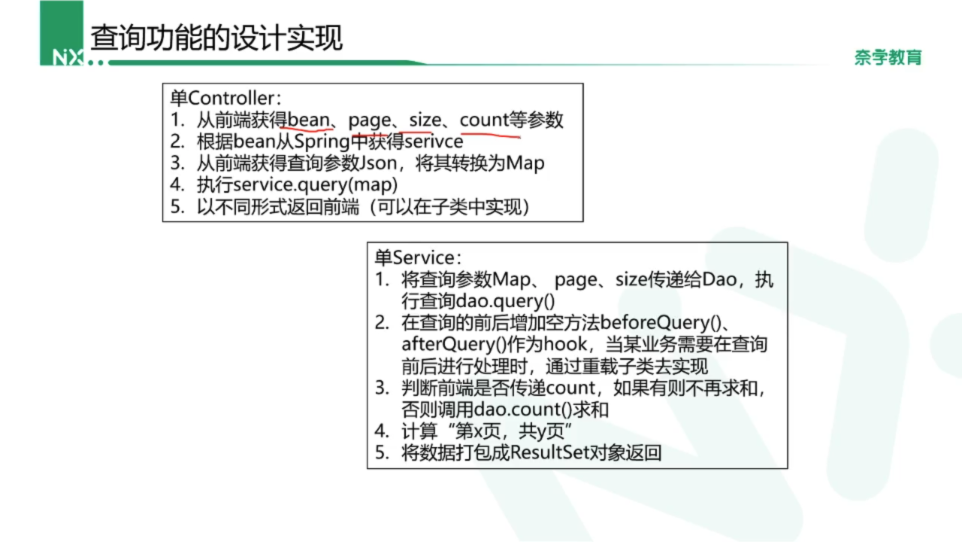 查询功能的设计实现
NX
奈学教育
单Controller：
1. 从前端获得bean、page、size、count等参数
2. 根据bean从Spring中获得serivce
3. 从前端获得查询参数Json，将其转换为Map
4. 执行service.query(map)
5. 以不同形式返回前端（可以在子类中实现）
单Service：
1. 将查询参数Map、 page、size传递给Dao，执
行查询dao.query()
2. 在查询的前后增加空方法beforeQuery()、
afterQuery()作为hook，当某业务需要在查询
前后进行处理时，通过重载子类去实现
3. 判断前端是否传递count，如果有则不再求和，
否则调用dao.count()求和
4. 计算“第x页，共y页”
5. 将数据打包成ResultSet对象返回